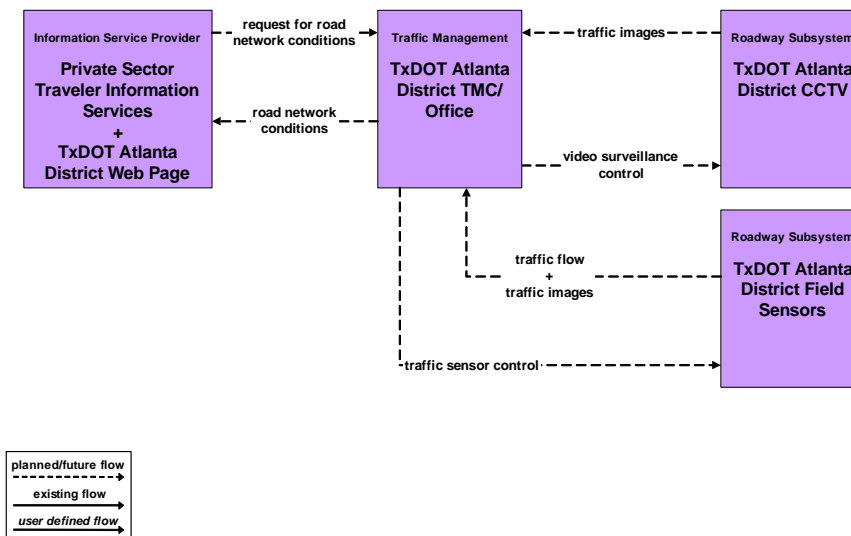 Information Service Provider
Private Sector
Traveler Information
Services
+
TxDOT Atlanta
District Web Page
request for road
network conditions
road network
conditions
Traffic Management
TxDOT Atlanta
District TMC/
Office
traffic images
video surveillance
control
Roadway Subsystem
TxDOT Atlanta
District CCTV
traffic flow
+
traffic images
traffic sensor control
Roadway Subsystem
TxDOT Atlanta
District Field
Sensors
planned/future flow
existing flow
user defined flow